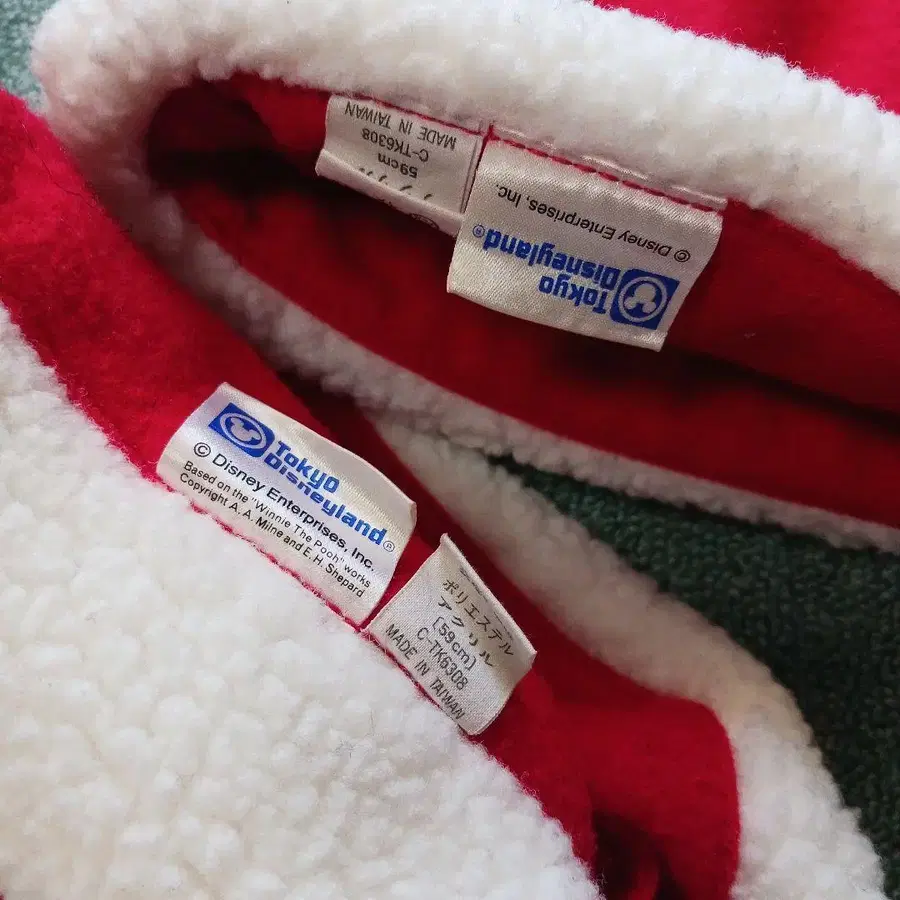 Tokyo
Disneyland®
© Disney Enterprises, Inc.
59cm
C-TK6308
MADE IN TAIWAN
Tokyo
Disneyland®
© Disney Enterprises, Inc.
Based on the "Winnie The Pooh" works
Copyright A. A. Milne and E. H. Shepard
ポリエステル
アクリル
[59cm]
C-TK6308
MADE IN TAIWAN